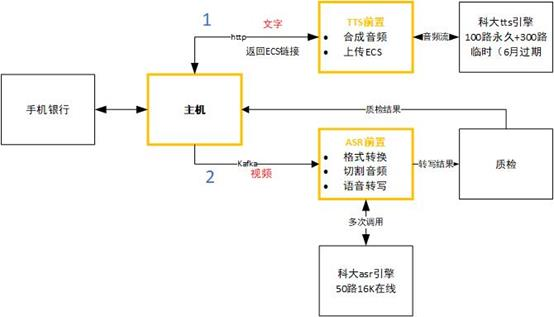 1
文字
http
返回ECS链接
TTS前置
• 合成音频
• 上传ECS
音频流
科大tts引擎
100路永久+300路
临时（6月过期
手机银行
主机
质检结果
2
Kafka
视频
ASR前置
• 格式转换
• 切割音频
• 语音转写
转写结果
质检
多次调用
科大asr引擎
50路16K在线